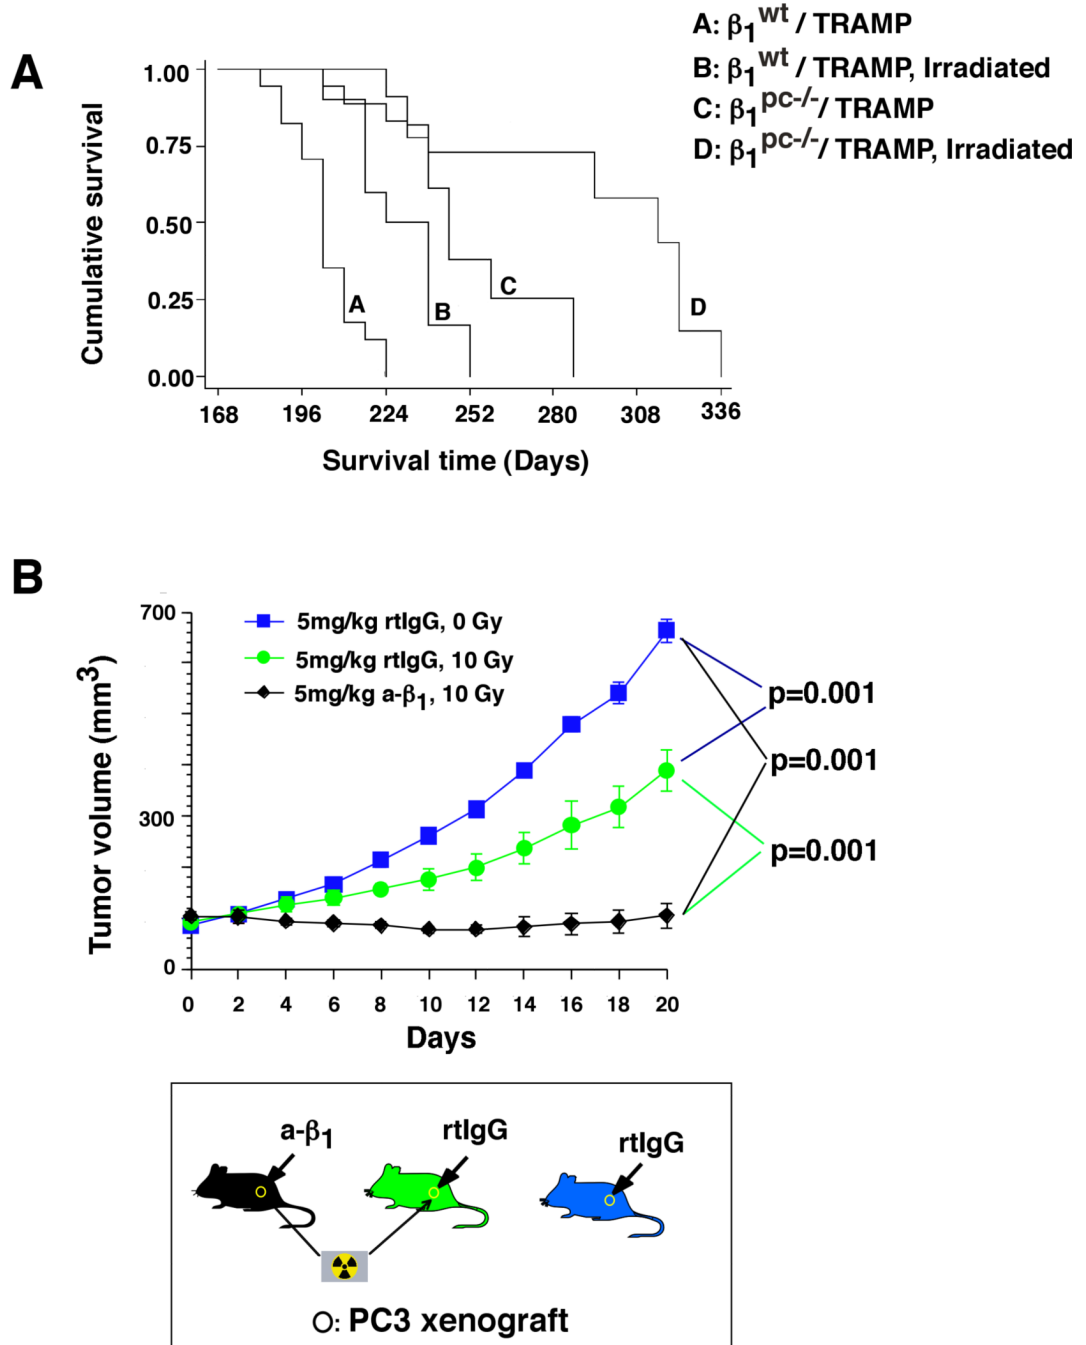 A
A: β1wt / TRAMP
B: β1wt / TRAMP, Irradiated
C: β1pc-/-/ TRAMP
D: β1pc-/-/ TRAMP, Irradiated
Cumulative survival
1.00
0.75
0.50
0.25
0.00
A
B
C
D
168 196 224 252 280 308 336
Survival time (Days)
B
Tumor volume (mm3)
700
300
0
5mg/kg rtIgG, 0 Gy
5mg/kg rtIgG, 10 Gy
5mg/kg a-β1, 10 Gy
p=0.001
p=0.001
p=0.001
0 2 4 6 8 10 12 14 16 18 20
Days
a-β1
rtIgG
rtIgG
: PC3 xenograft